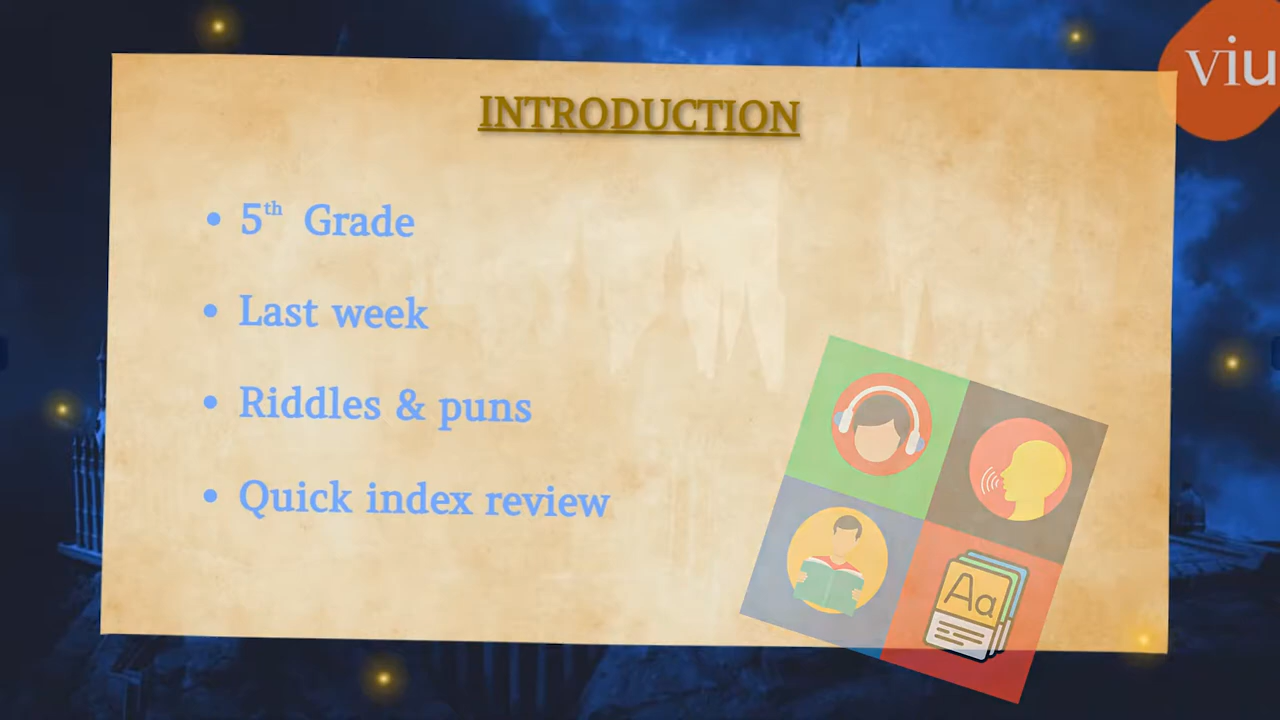 viu
INTRODUCTION
• 5th Grade
• Last week
• Riddles & puns
• Quick index review
Aa